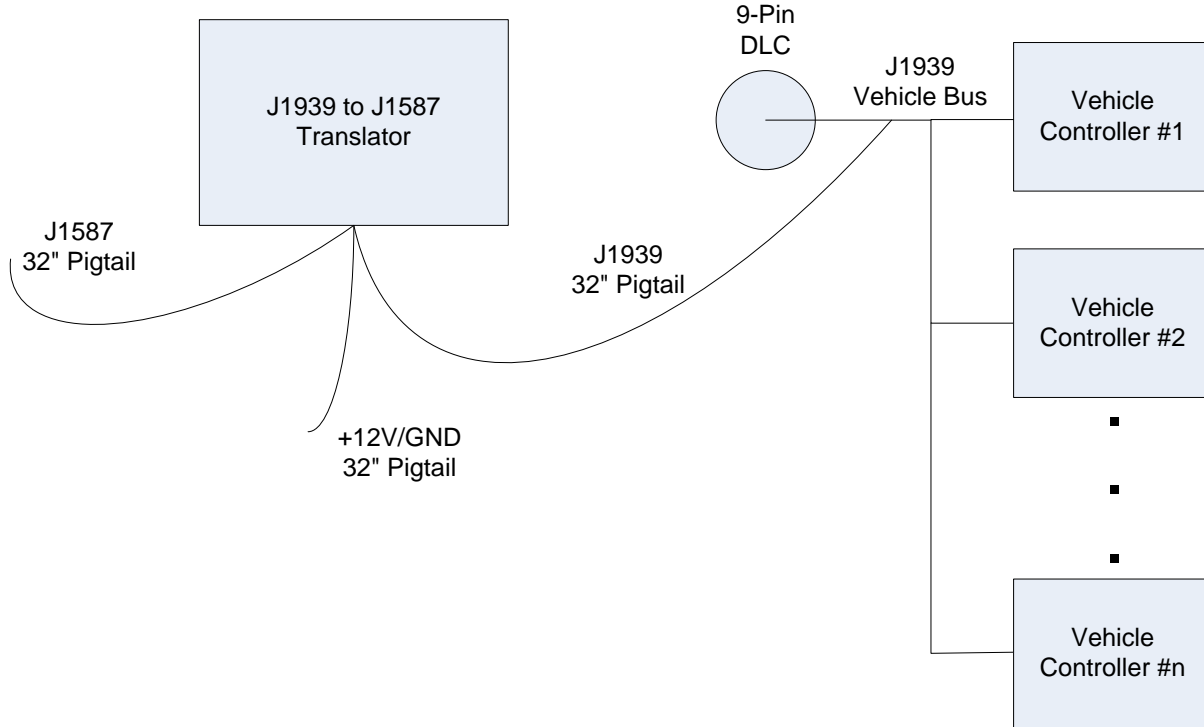 9-Pin
DLC
J1939
Vehicle Bus
J1939 to J1587
Translator
Vehicle
Controller #1
J1587
32" Pigtail
J1939
32" Pigtail
Vehicle
Controller #2
+12V/GND
32" Pigtail
Vehicle
Controller #n